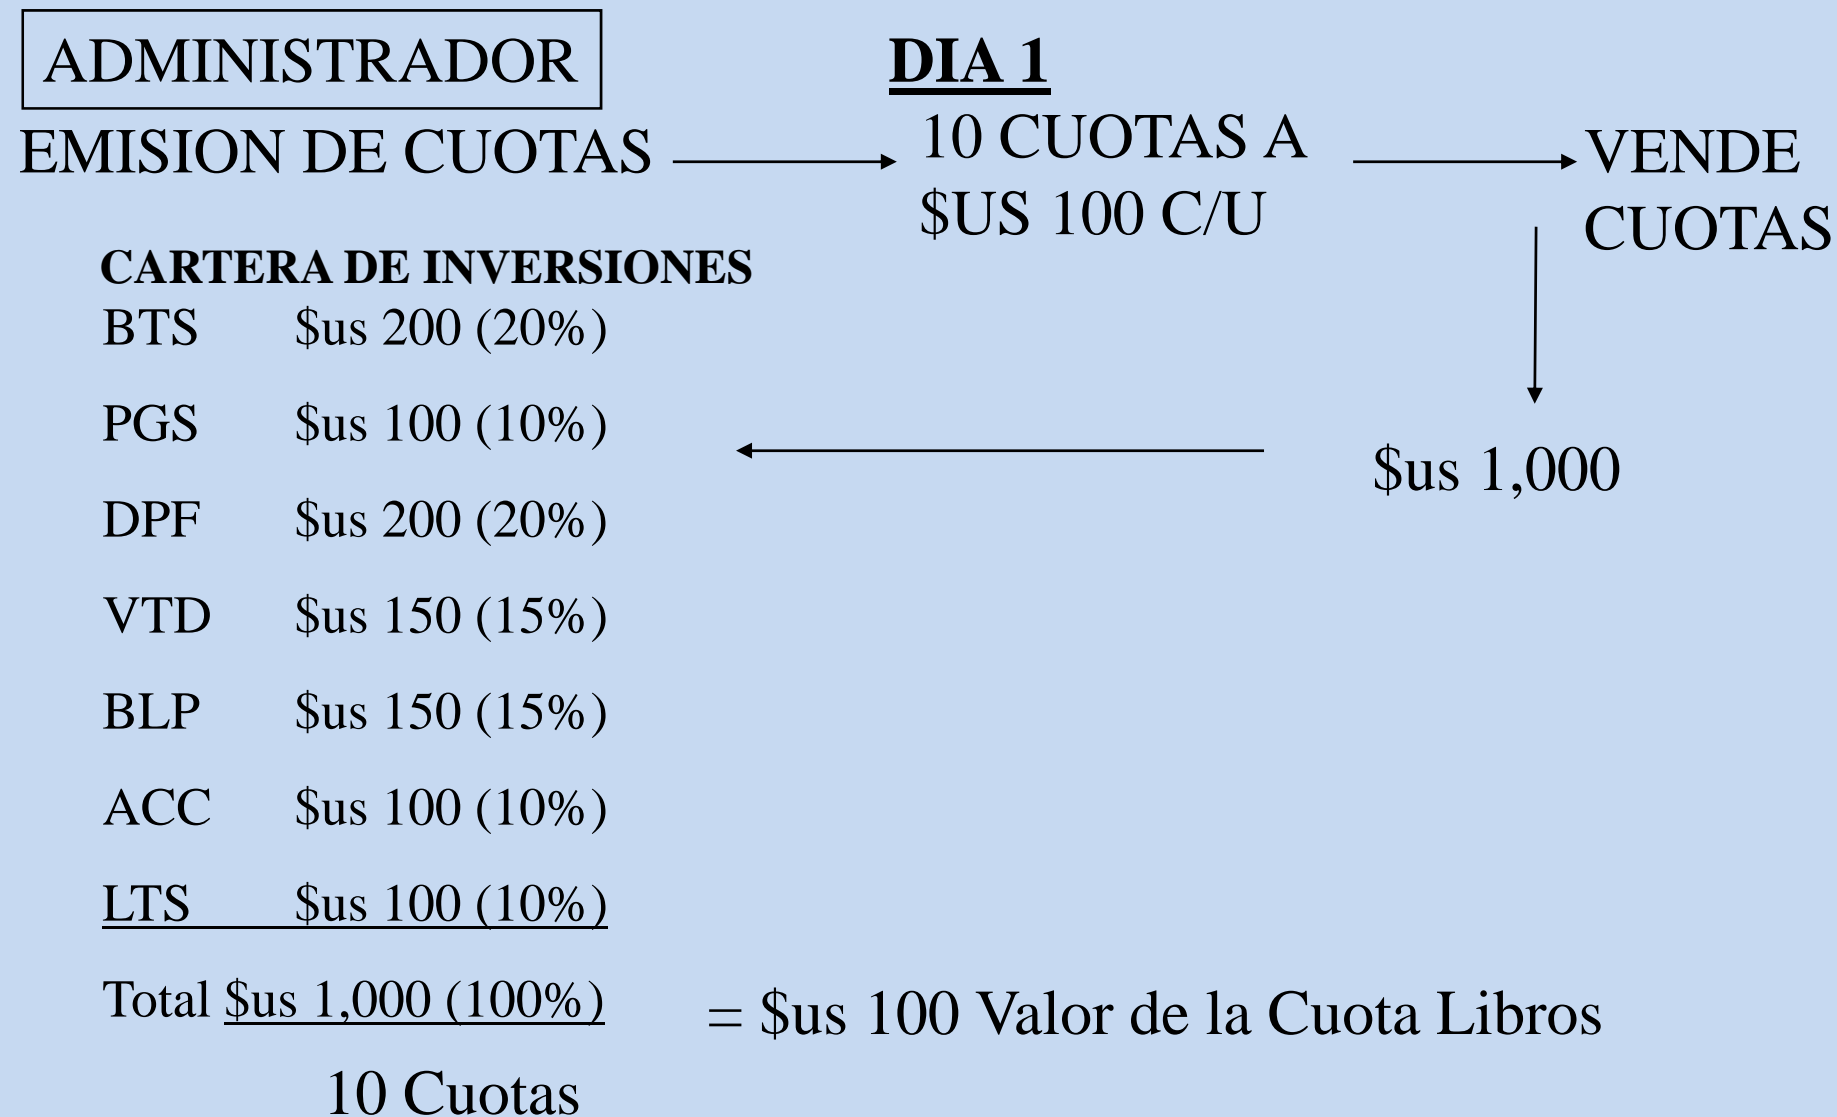 ADMINISTRADOR
DIA 1
EMISION DE CUOTAS
10 CUOTAS A
$US 100 C/U
VENDE
CUOTAS
CARTERA DE INVERSIONES
BTS $us 200 (20%)
PGS $us 100 (10%)
$us 1,000
DPF $us 200 (20%)
VTD $us 150 (15%)
BLP $us 150 (15%)
ACC $us 100 (10%)
LTS $us 100 (10%)
Total $us 1,000 (100%) = $us 100 Valor de la Cuota Libros
10 Cuotas